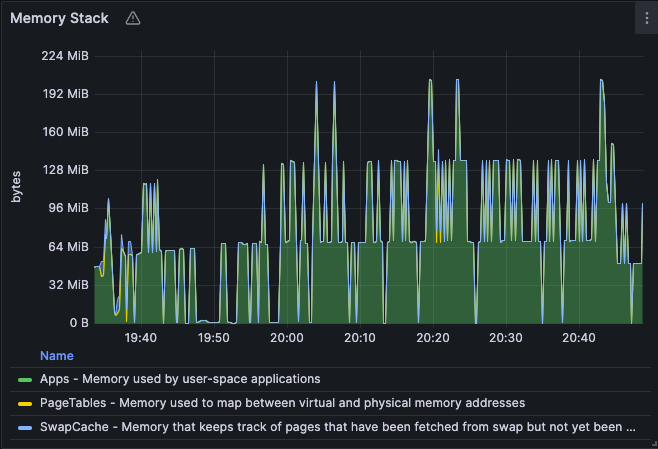 Memory Stack
224 MiB
192 MiB
160 MiB
128 MiB
96 MiB
64 MiB
32 MiB
0 B
bytes
19:40 19:50 20:00 20:10 20:20 20:30 20:40
Name
Apps - Memory used by user-space applications
PageTables - Memory used to map between virtual and physical memory addresses
SwapCache - Memory that keeps track of pages that have been fetched from swap but not yet been ...